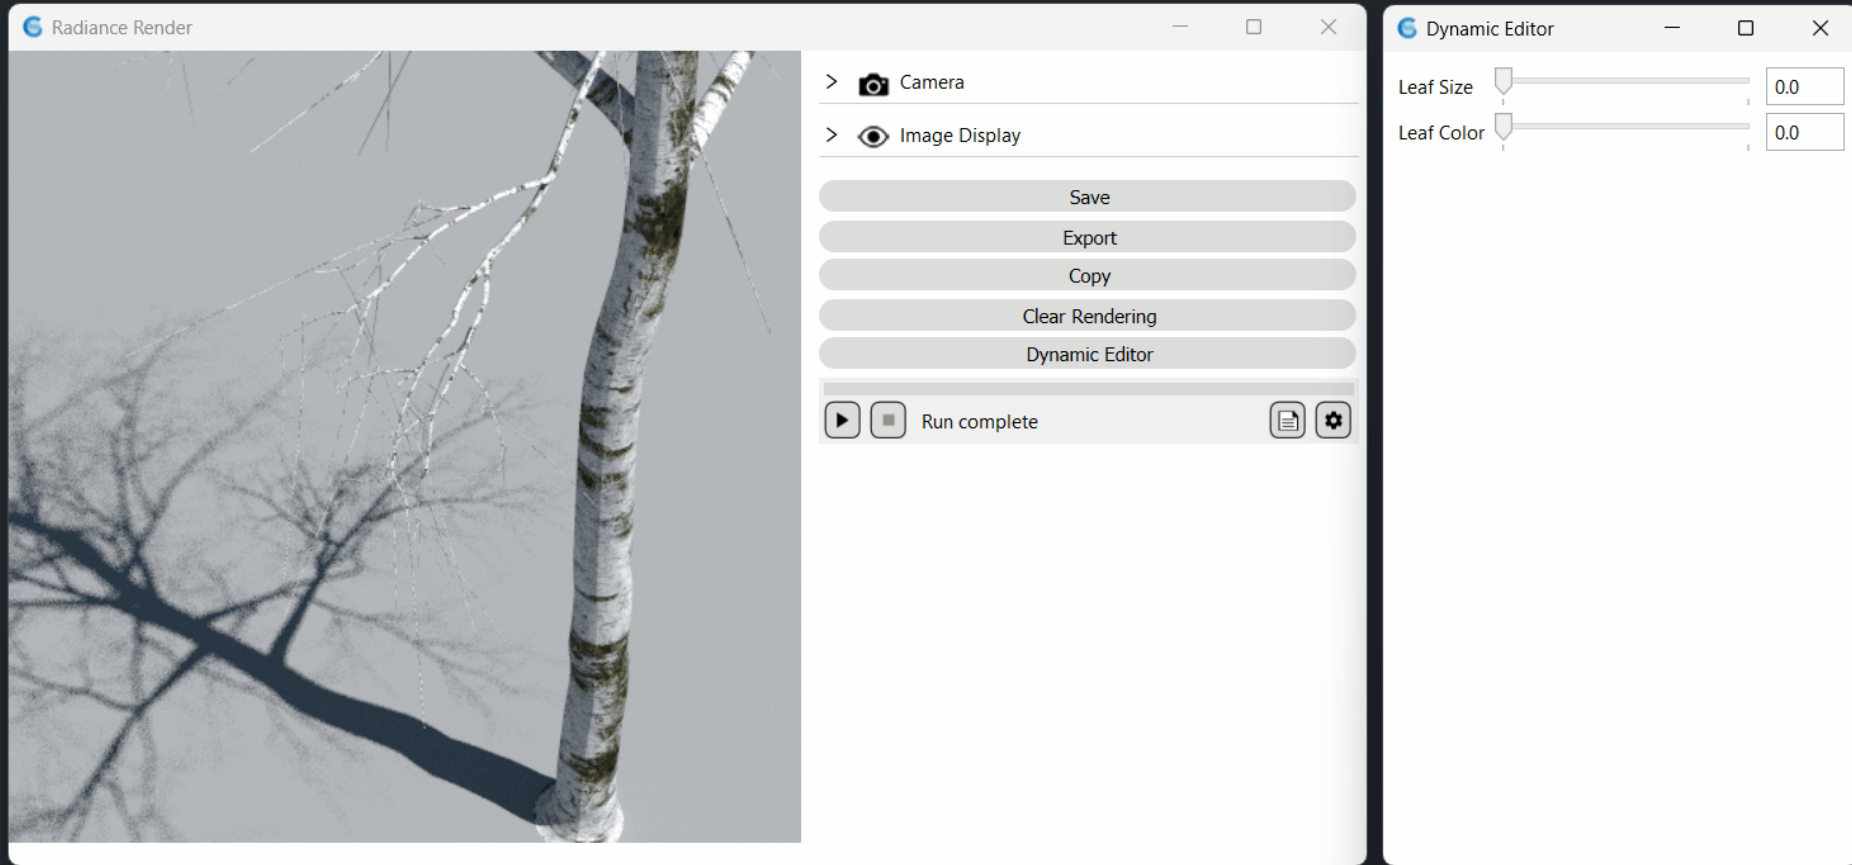 Radiance Render
Camera
Image Display
Save
Export
Copy
Clear Rendering
Dynamic Editor
Run complete
Dynamic Editor
Leaf Size 0.0
Leaf Color 0.0